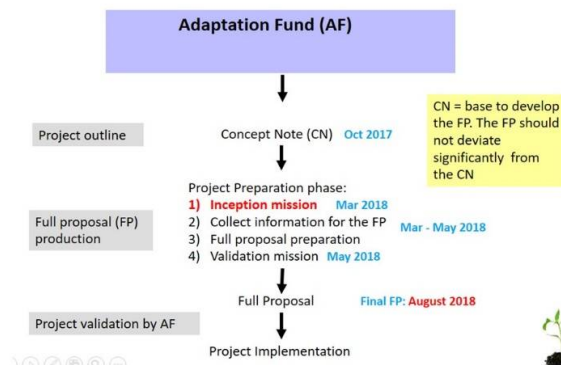 Adaptation Fund (AF)
CN = base to develop
the FP. The FP should
not deviate
significantly from
the CN
Project outline
Concept Note (CN) Oct 2017
Project Preparation phase:
1) Inception mission Mar 2018
2) Collect information for the FP
Mar - May 2018
3) Full proposal preparation
4) Validation mission May 2018
Full proposal (FP)
production
Full Proposal Final FP: August 2018
Project validation by AF
Project Implementation